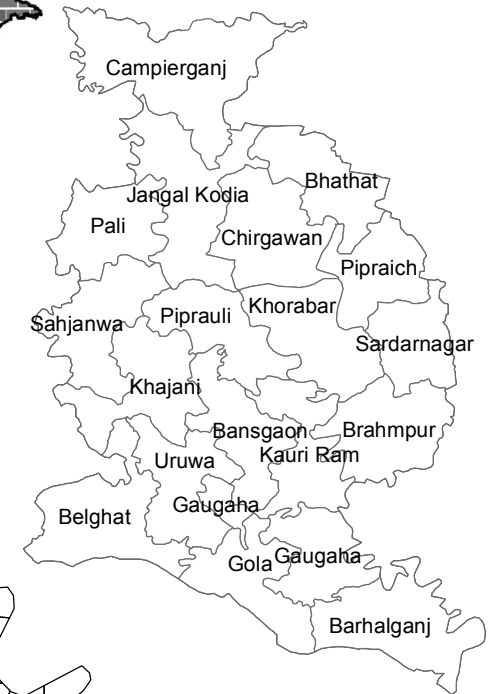 Campierganj
Bhathat
Jangal Kodia
Pali
Chirgawan
Pipraich
Khorabar
Piprauli
Sahjanwa
Sardarnagar
Khajani
Bansgaon
Brahmpur
Kauri Ram
Uruwa
Gaugaha
Belghat
Gaugaha
Gola
Barhalganj